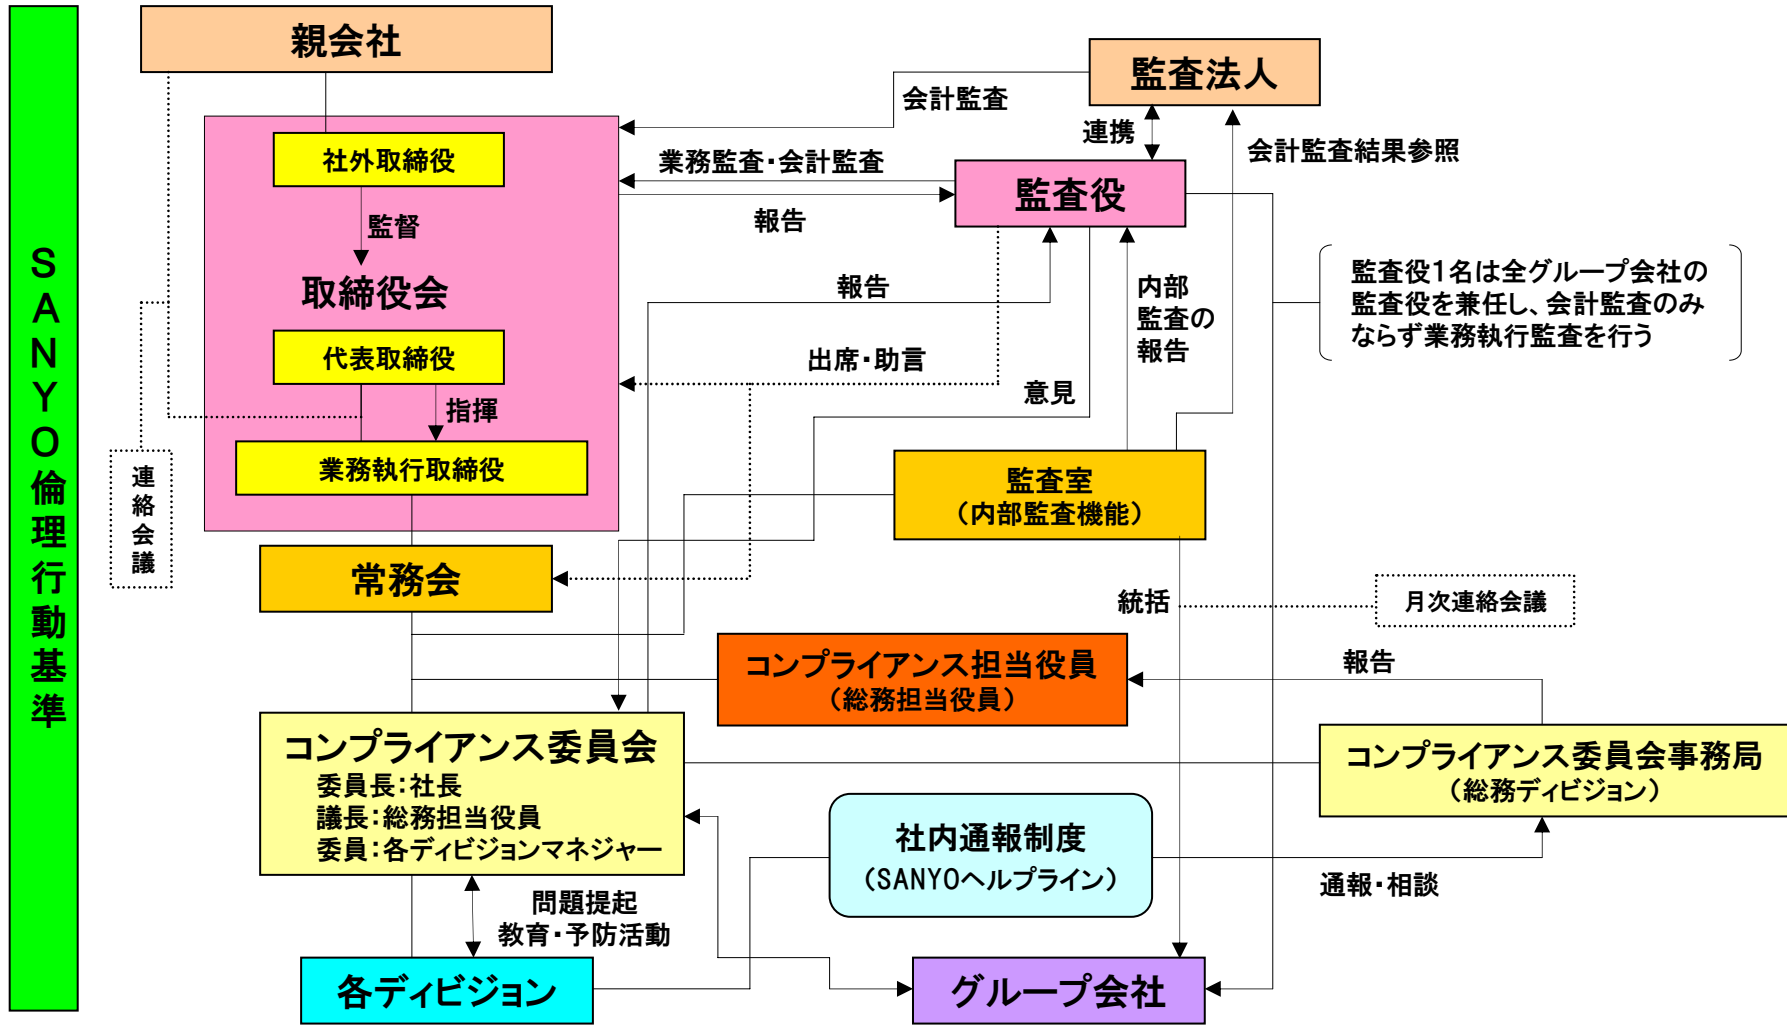 SANYO倫理行動基準
親会社
監査法人
会計監査
連携
会計監査結果参照
社外取締役
業務監査・会計監査
監査役
報告
監督
取締役会
報告
内部
監査の
報告
監査役1名は全グループ会社の
監査役を兼任し、会計監査のみ
ならず業務執行監査を行う
代表取締役
出席・助言
意見
指揮
業務執行取締役
連絡会議
監査室
（内部監査機能）
常務会
統括
月次連絡会議
コンプライアンス担当役員
（総務担当役員）
報告
コンプライアンス委員会
委員長：社長
議長：総務担当役員
委員：各ディビジョンマネジャー
コンプライアンス委員会事務局
（総務ディビジョン）
社内通報制度
（SANYOヘルプライン）
通報・相談
問題提起
教育・予防活動
各ディビジョン
グループ会社